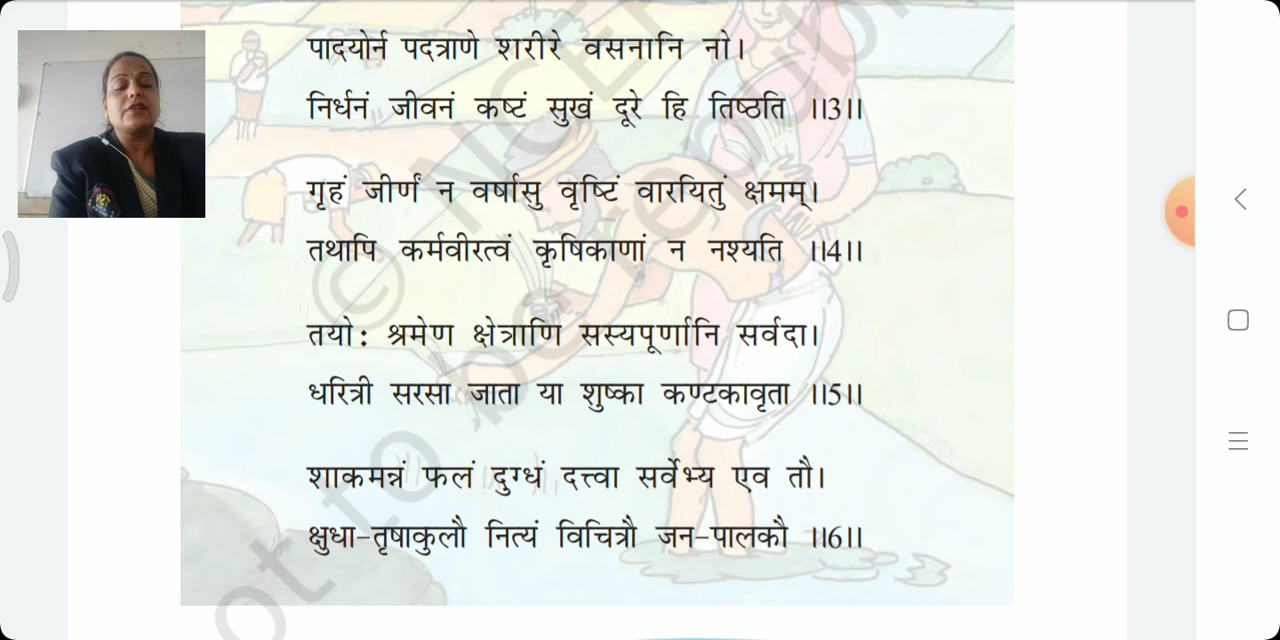 पादयोर्न पदत्राणे शरीरे वसनानि नो।
निर्धनं जीवनं कष्टं सुखं दूरे हि तिष्ठति ।।3।।
गृहं जीर्णं न वर्षासु वृष्टिं वारयितुं क्षमम्।
तथापि कर्मवीरत्वं कृषिकाणां न नश्यति ।।4।।
तयोः श्रमेण क्षेत्राणि सस्यपूर्णानि सर्वदा।
धरित्री सरसा जाता या शुष्का कण्टकावृता ।।5।।
शाकमन्नं फलं दुग्धं दत्त्वा सर्वेभ्य एव तौ।
क्षुधा-तृषाकुलौ नित्यं विचित्रौ जन-पालकौ ।।6।।